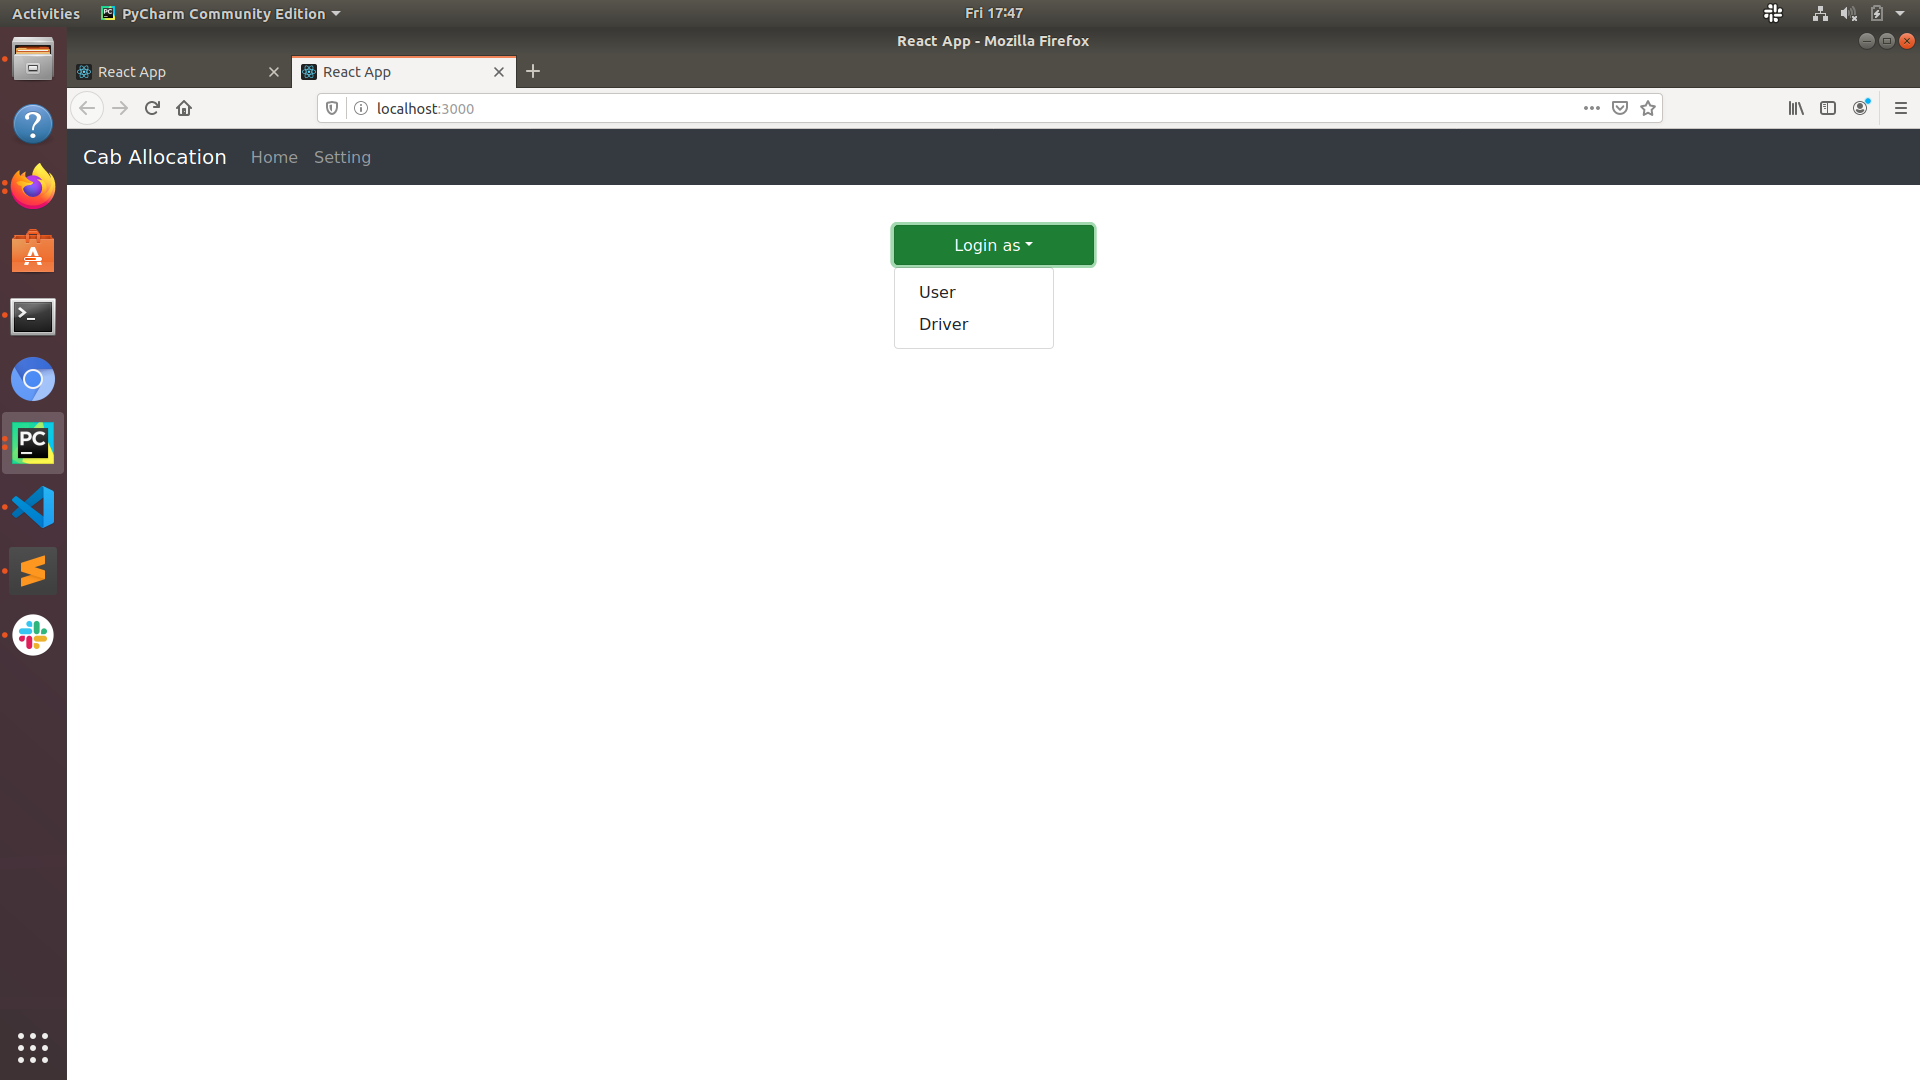 Activities PyCharm Community Edition Fri 17:47
React App - Mozilla Firefox
React App React App
localhost:3000
Cab Allocation Home Setting
Login as
User
Driver
PC